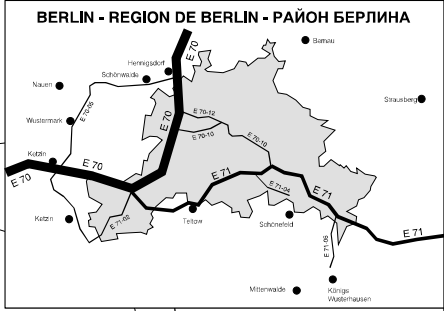 BERLIN - REGION DE BERLIN - РАЙОН БЕРЛИНА
E 70
Bernau
Hennigsdorf
Schönwalde
Nauen
Strausberg
E 70-05
E 70-12
Wustermark
E 70
E 70-10
E 70-10
Ketzin
E 70
E 70
E 71
E 71-04
E 71
Ketzin
E 71-02
Teltow
Schönefeld
E 71
E 71-06
Mittenwalde
Königs
Wusterhausen